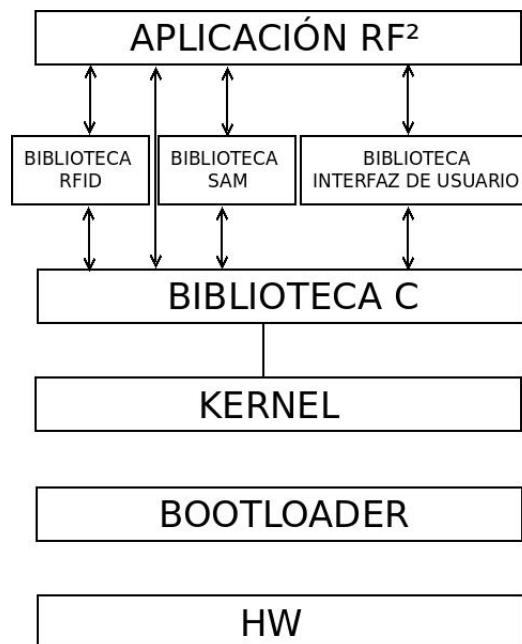 APLICACIÓN RF²
BIBLIOTECA
RFID
BIBLIOTECA
SAM
BIBLIOTECA
INTERFAZ DE USUARIO
BIBLIOTECA C
KERNEL
BOOTLOADER
HW